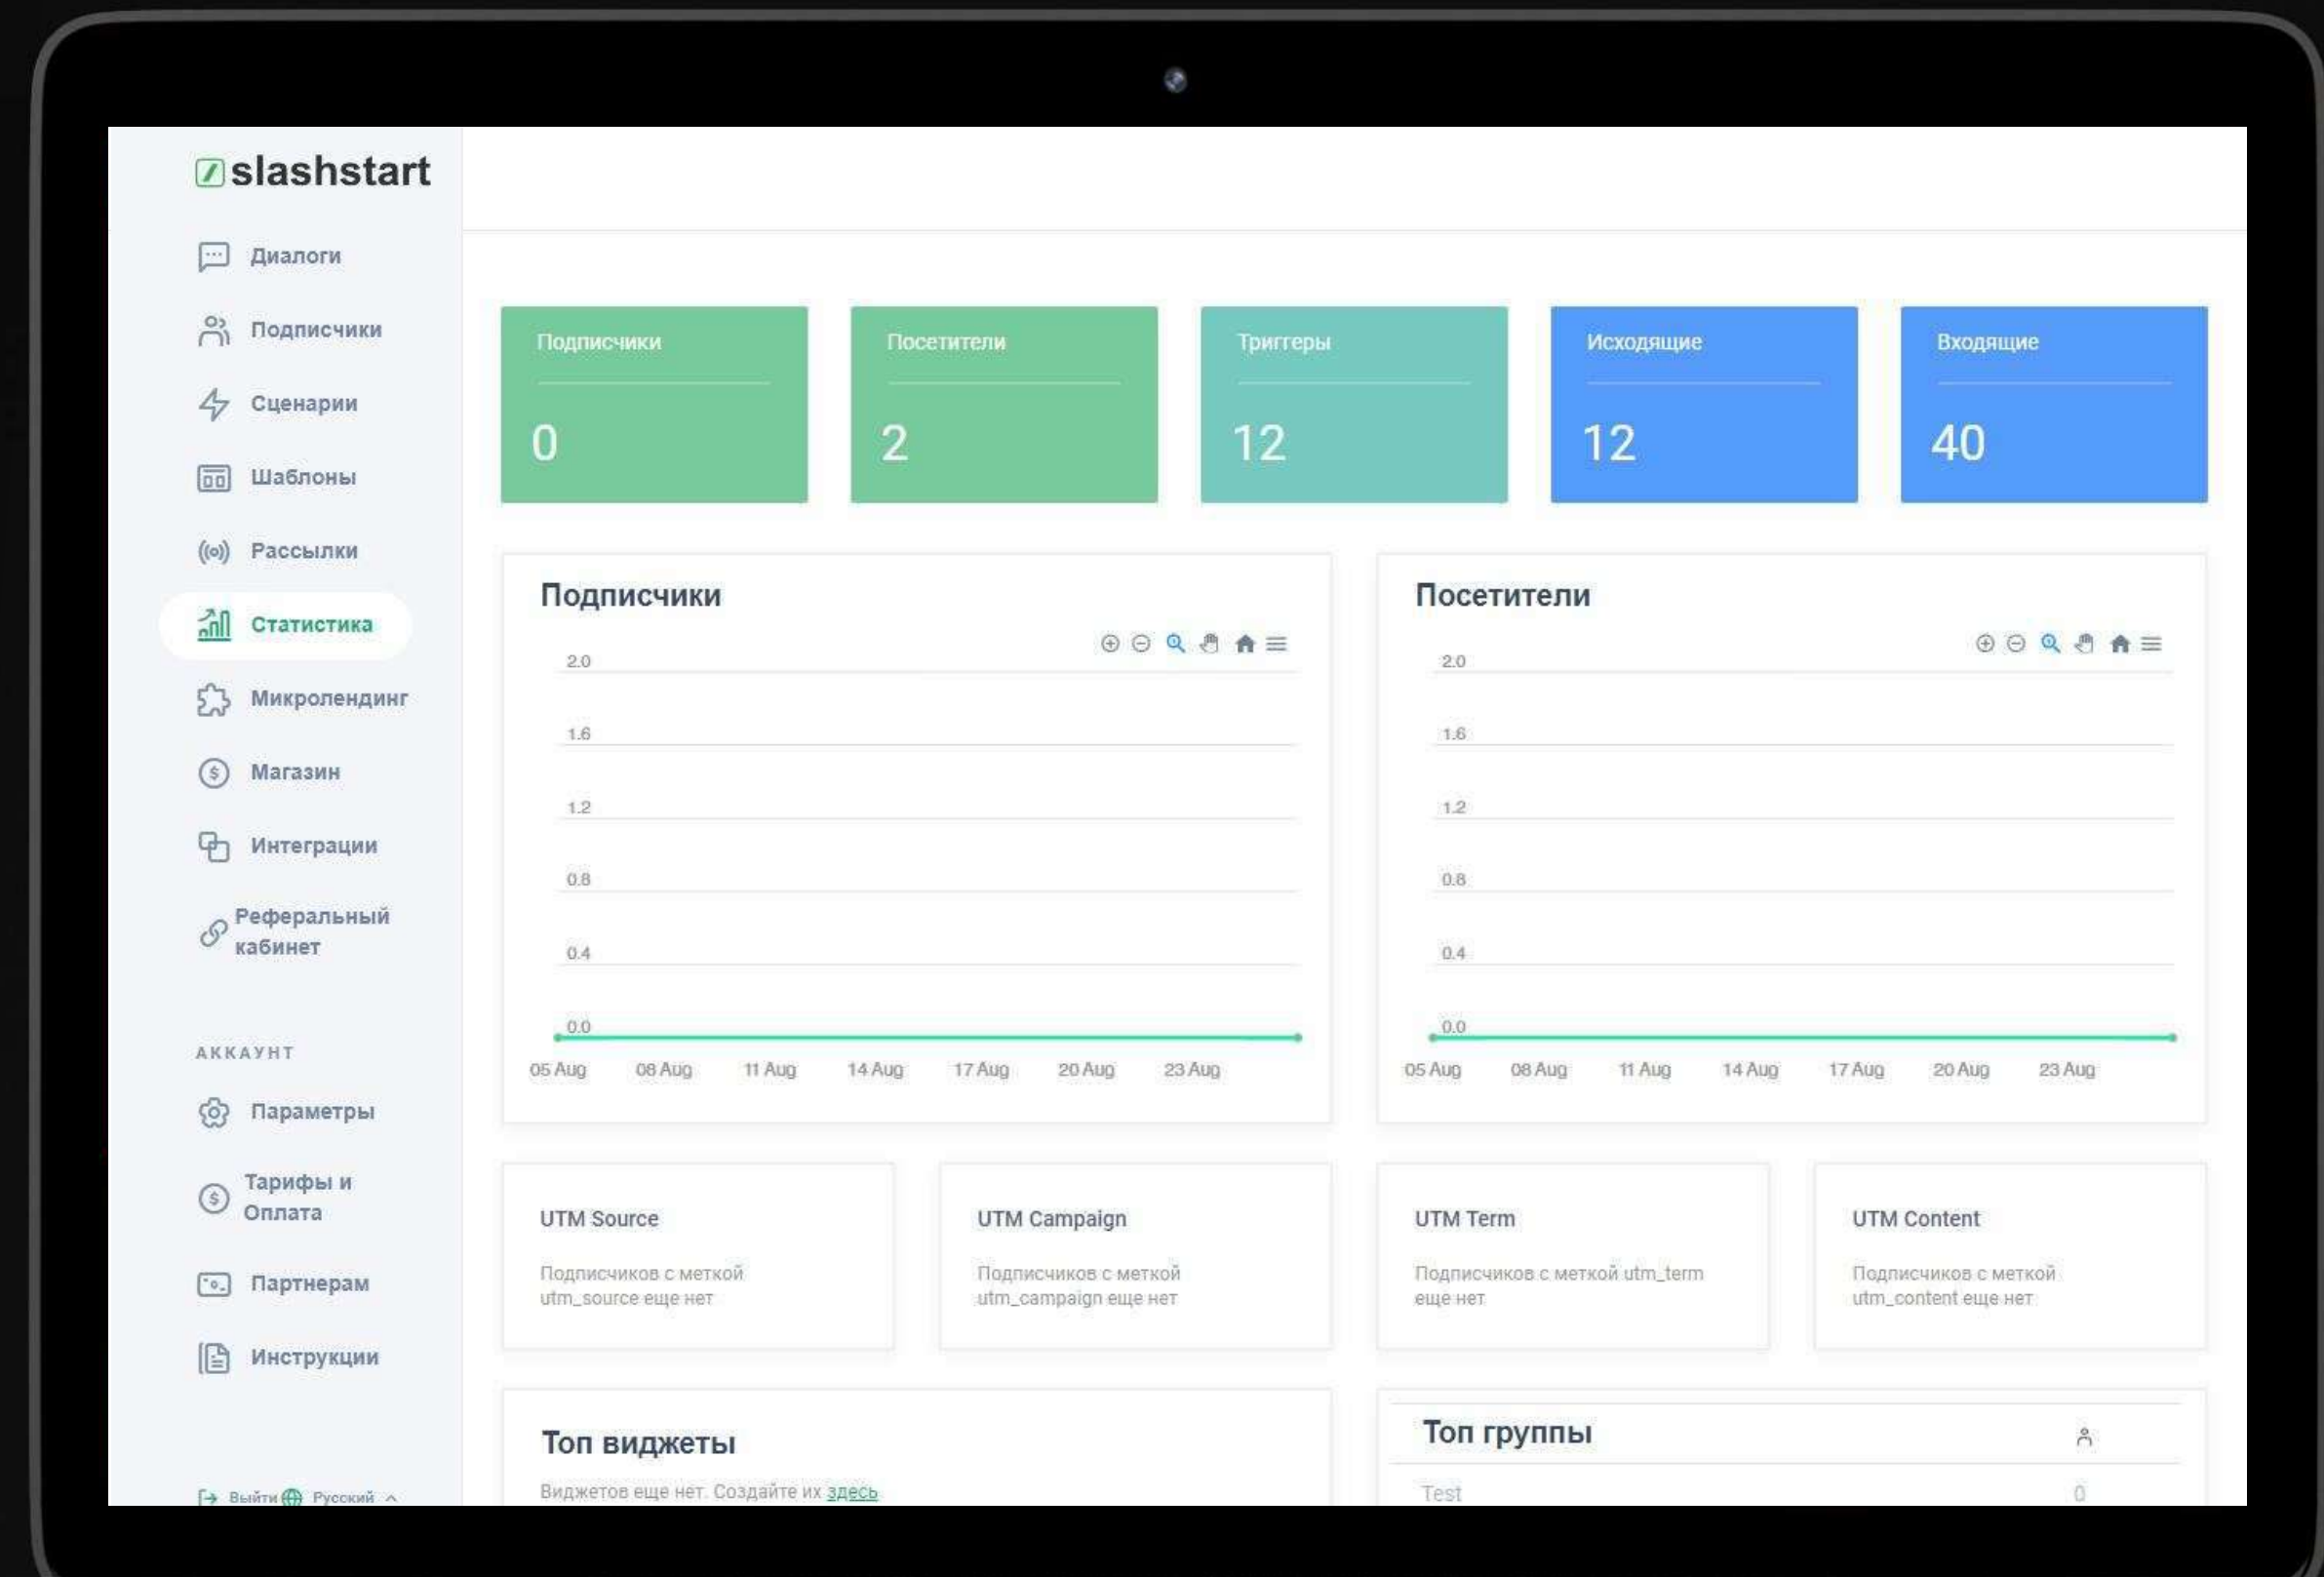 slashstart
Диалоги
Подписчики
Сценарии
Шаблоны
Рассылки
Статистика
Микролендинг
Магазин
Интеграции
Реферальный
кабинет
АККАУНТ
Параметры
Тарифы и
Оплата
Партнерам
Инструкции
Выйти Русский
Подписчики
0
Посетители
2
Триггеры
12
Исходящие
12
Входящие
40
Подписчики
2.0
1.6
1.2
0.8
0.4
0.0
05 Aug 08 Aug 11 Aug 14 Aug 17 Aug 20 Aug 23 Aug
Посетители
2.0
1.6
1.2
0.8
0.4
0.0
05 Aug 08 Aug 11 Aug 14 Aug 17 Aug 20 Aug 23 Aug
UTM Source
Подписчиков с меткой
utm_source еще нет
UTM Campaign
Подписчиков с меткой
utm_campaign еще нет
UTM Term
Подписчиков с меткой utm_term
еще нет
UTM Content
Подписчиков с меткой
utm_content еще нет
Топ виджеты
Виджетов еще нет. Создайте их здесь
Топ группы
Test 0